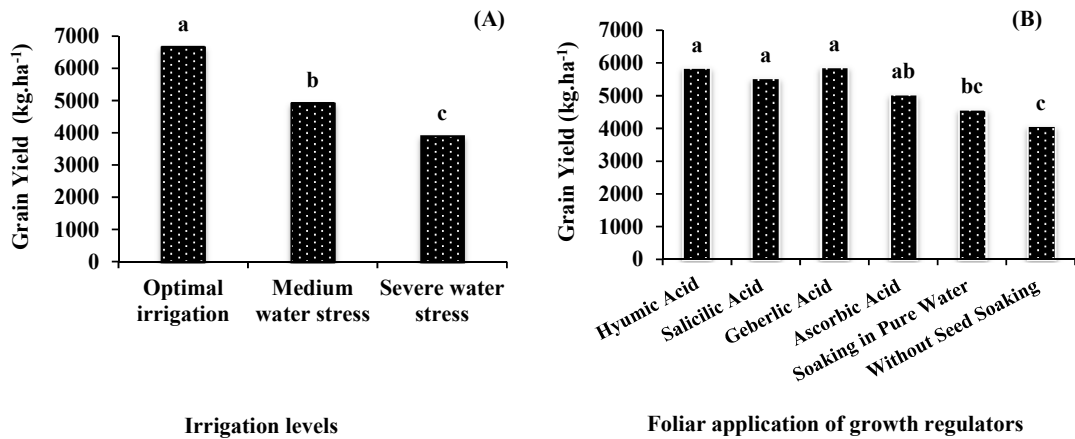 (A)
Grain Yield (kg.ha⁻¹)
7000
6000
5000
4000
3000
2000
1000
0
a
b
c
Optimal irrigation
Medium water stress
Severe water stress
Irrigation levels
(B)
Grain Yield (kg.ha⁻¹)
7000
6000
5000
4000
3000
2000
1000
0
a
a
a
ab
bc
c
Hyumic Acid
Salicilic Acid
Geberlic Acid
Ascorbic Acid
Soaking in Pure Water
Without Seed Soaking
Foliar application of growth regulators